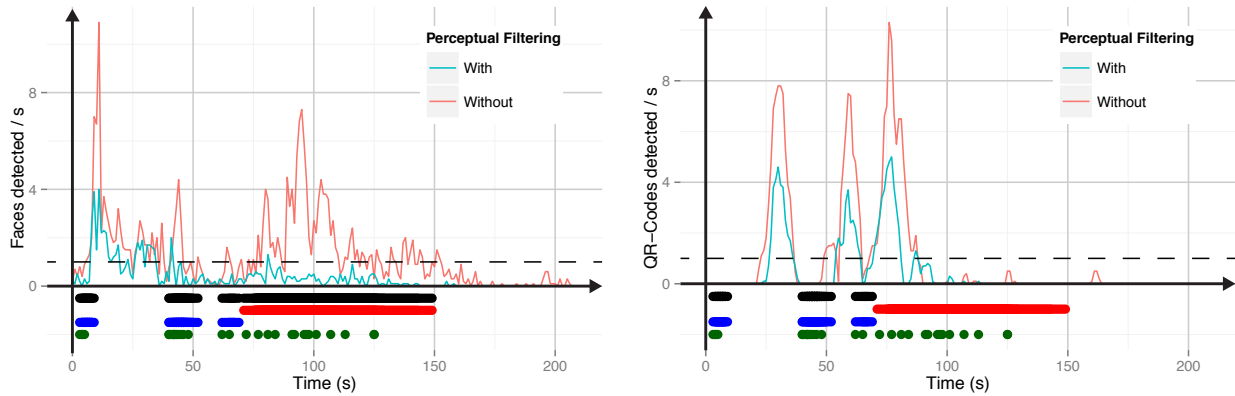 Faces detected / s
8
4
0
0
50
100
150
200
Time (s)
Perceptual Filtering
With
Without
QR−Codes detected / s
8
4
0
0
50
100
150
200
Time (s)
Perceptual Filtering
With
Without